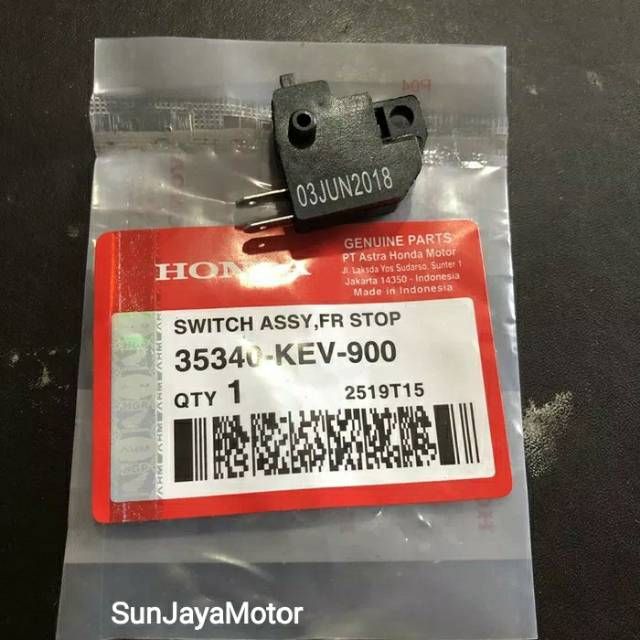 03JUN2018
HONDA
GENUINE PARTS
PT Astra Honda Motor
Jl. Laksda Yos Sudarso, Sunter 1
Jakarta 14350 - Indonesia
Made in Indonesia
SWITCH ASSY,FR STOP
35340-KEV-900
QTY 1
2519T15
SunJayaMotor